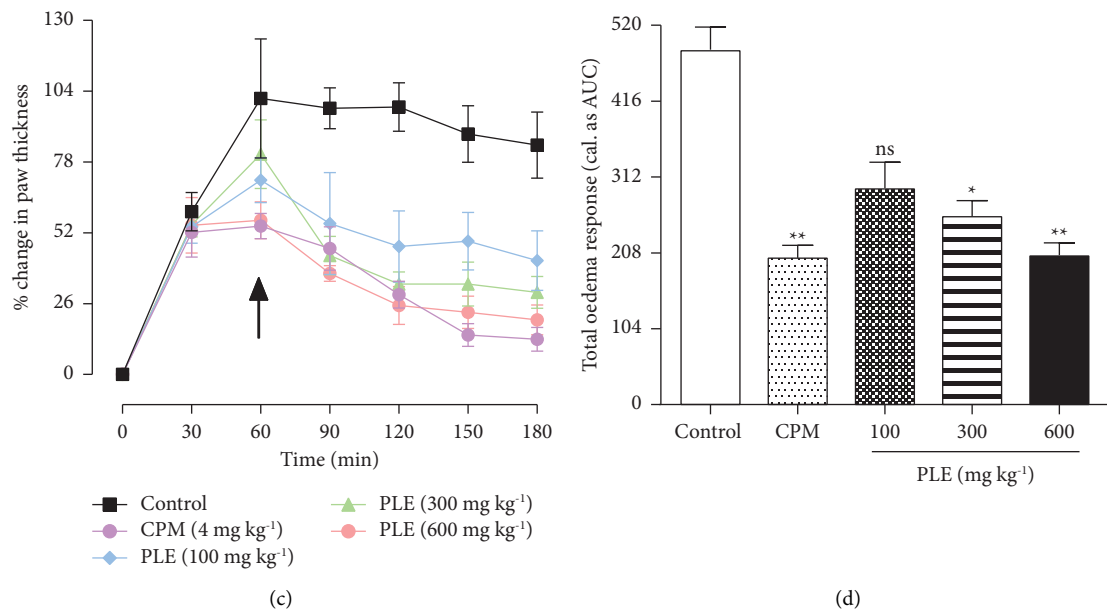 % change in paw thickness
130
104
78
52
26
0
0 30 60 90 120 150 180
Time (min)
Control
CPM (4 mg kg⁻¹)
PLE (100 mg kg⁻¹)
PLE (300 mg kg⁻¹)
PLE (600 mg kg⁻¹)
(c)
Total oedema response (cal. as AUC)
520
416
312
208
104
0
**
ns
*
**
Control CPM 100 300 600
PLE (mg kg⁻¹)
(d)